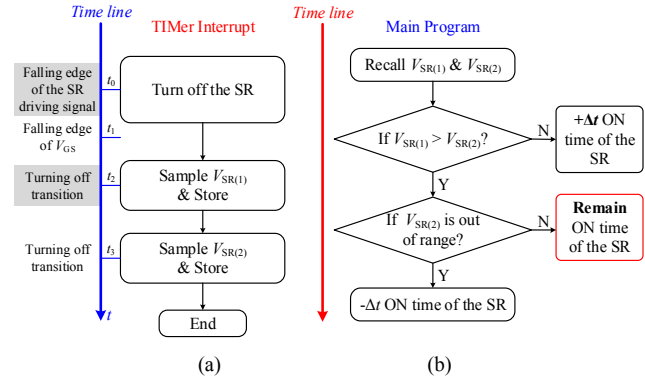 Time line
TIMer Interrupt
Falling edge
of the SR
driving signal
t0
Turn off the SR
Falling edge
of VGS
t1
Turning off
transition
t2
Sample VSR(1)
& Store
Turning off
transition
t3
Sample VSR(2)
& Store
t
End
(a)
Time line
Main Program
Recall VSR(1) & VSR(2)
If VSR(1) > VSR(2)?
N
+Δt ON
time of the
SR
Y
If VSR(2) is out
of range?
N
Remain
ON time
of the SR
Y
-Δt ON time of the SR
(b)